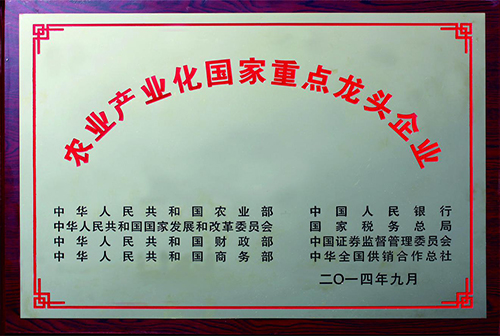 农业产业化国家重点龙头企业
中华人民共和国农业部 中国人民银行
中华人民共和国国家发展和改革委员会 国家税务总局
中华人民共和国财政部 中国证券监督管理委员会
中华人民共和国商务部 中华全国供销合作总社
二〇一四年九月